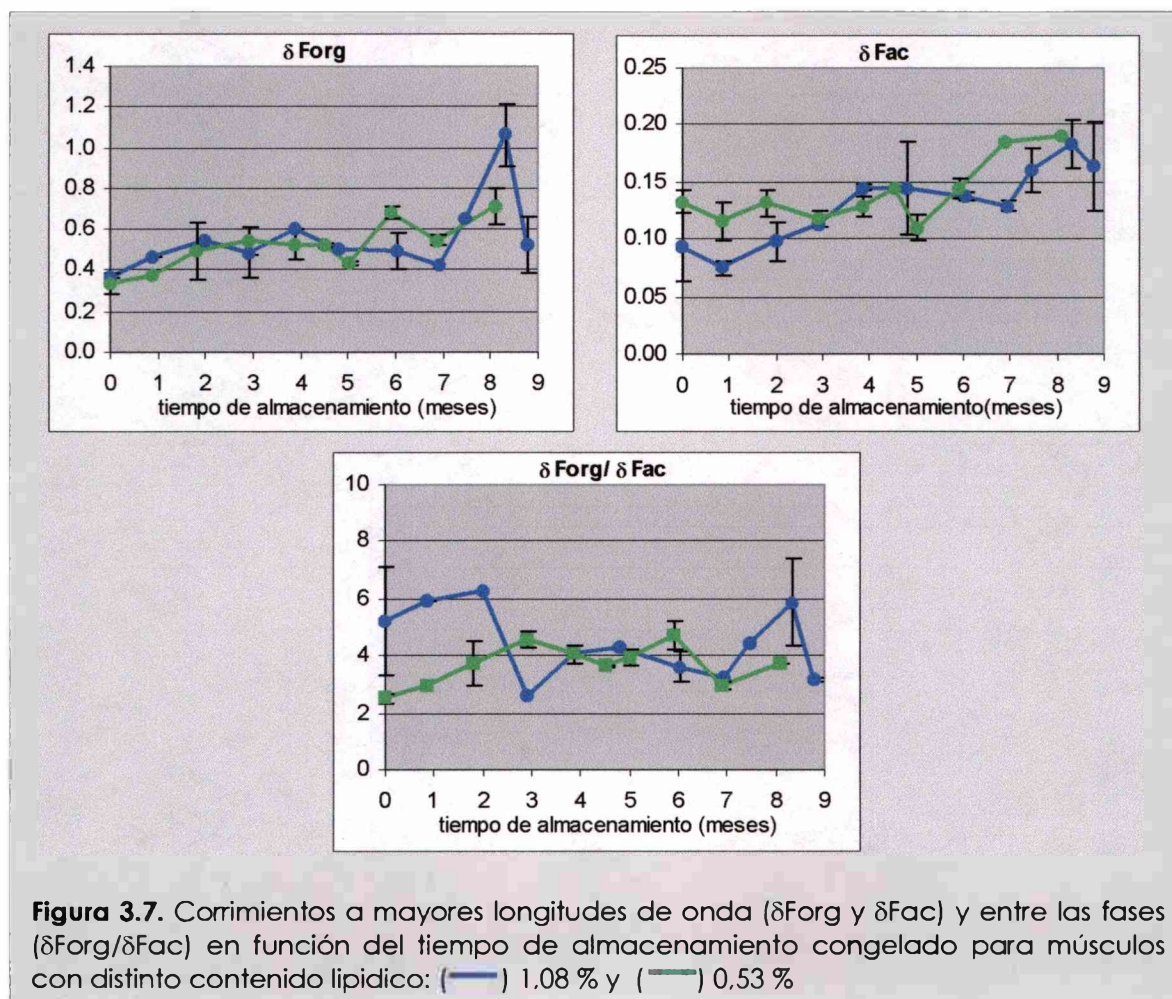 δ Forg
1.4
1.2
1.0
0.8
0.6
0.4
0.2
0.0
0 1 2 3 4 5 6 7 8 9
tiempo de almacenamiento (meses)
δ Fac
0.25
0.20
0.15
0.10
0.05
0.00
0 1 2 3 4 5 6 7 8 9
tiempo de almacenamiento(meses)
δ Forg/ δ Fac
10
8
6
4
2
0
0 1 2 3 4 5 6 7 8 9
tiempo de almacenamiento (meses)
Figura 3.7. Corrimientos a mayores longitudes de onda (δForg y δFac) y entre las fases
(δForg/δFac) en función del tiempo de almacenamiento congelado para músculos
con distinto contenido lipidico: ( ) 1,08 % y ( ) 0,53 %